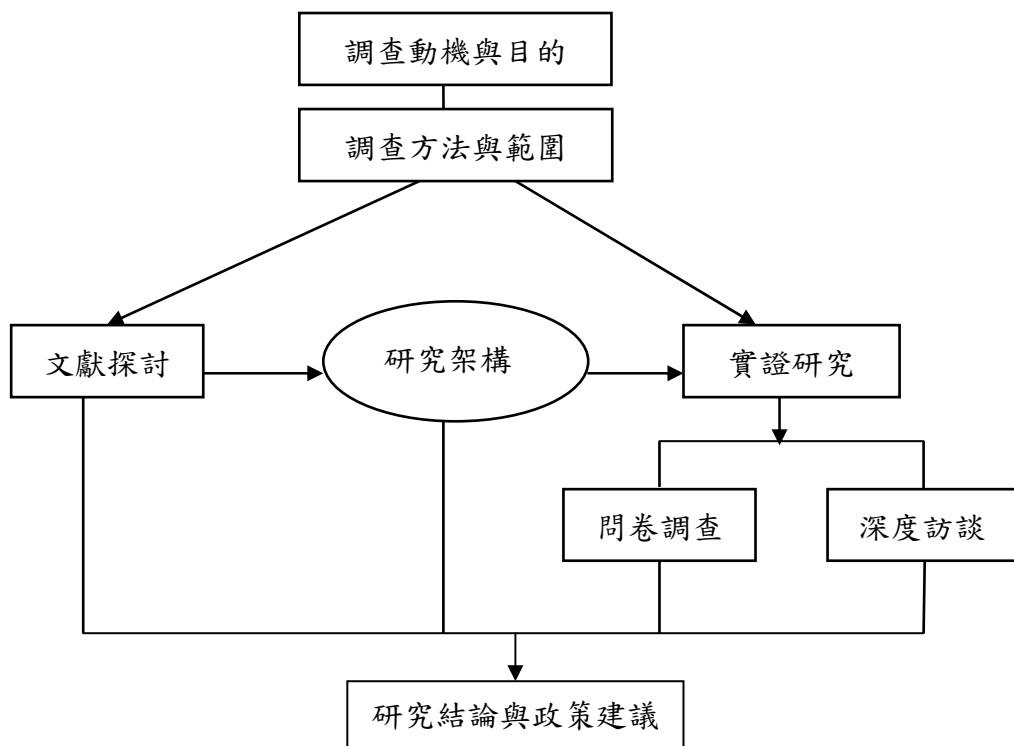 調查動機與目的
調查方法與範圍
文獻探討
研究架構
實證研究
問卷調查
深度訪談
研究結論與政策建議